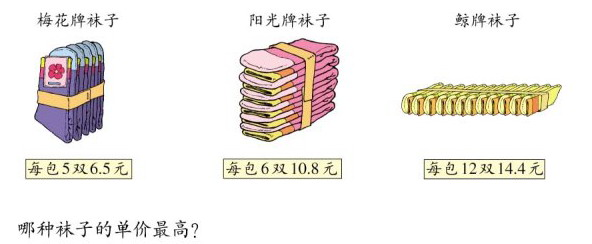 梅花牌袜子 阳光牌袜子 鲸牌袜子
每包5双6.5元 每包6双10.8元 每包12双14.4元
哪种袜子的单价最高?